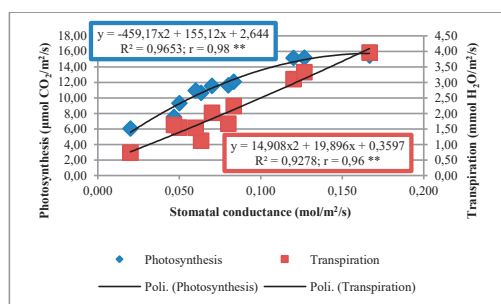 y = -459,17x2 + 155,12x + 2,644
R² = 0,9653; r = 0,98 **
Photosynthesis (µmol CO₂/m²/s)
18,00
16,00
14,00
12,00
10,00
8,00
6,00
4,00
2,00
0,00
4,50
4,00
3,50
3,00
2,50
2,00
1,50
1,00
0,50
0,00
Transpiration (mmol H₂O/m²/s)
y = 14,908x2 + 19,896x + 0,3597
R² = 0,9278; r = 0,96 **
0,000 0,050 0,100 0,150 0,200
Stomatal conductance (mol/m²/s)
Photosynthesis Transpiration
Poli. (Photosynthesis) Poli. (Transpiration)